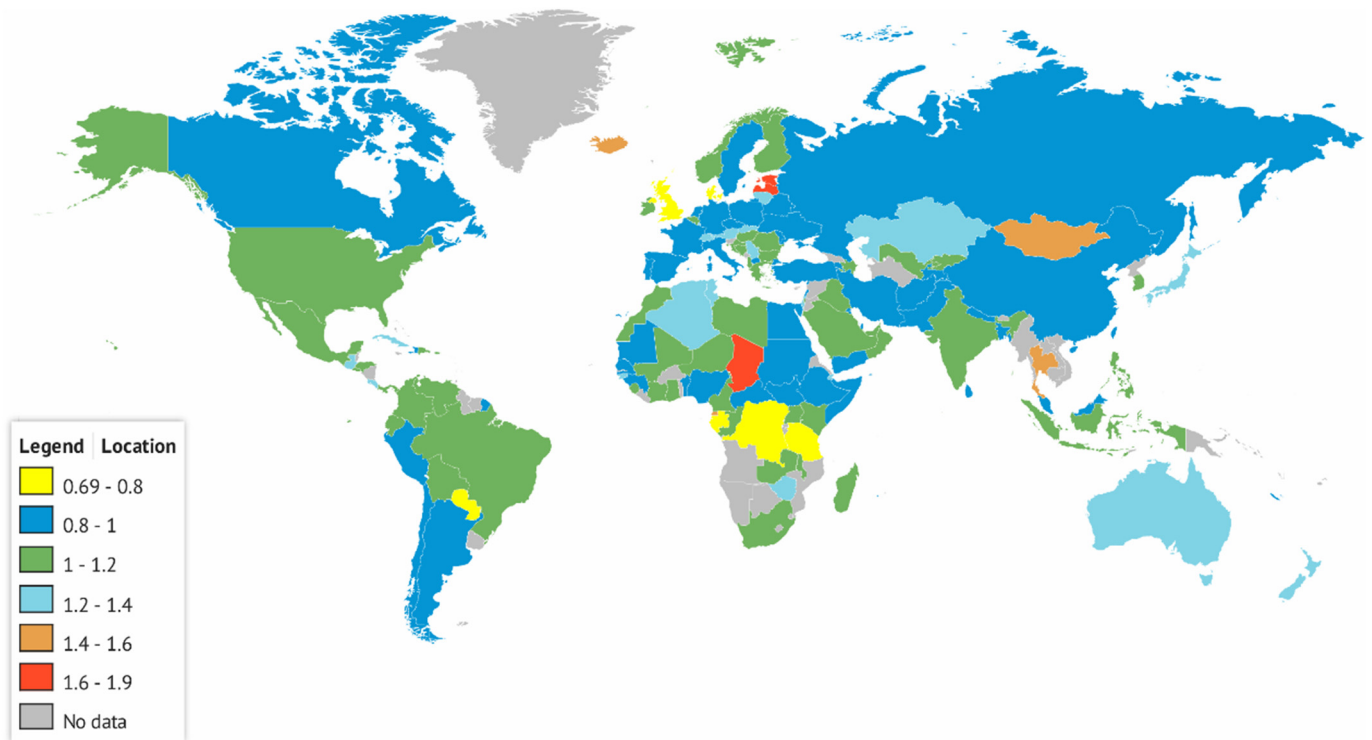 Legend Location
0.69 - 0.8
0.8 - 1
1 - 1.2
1.2 - 1.4
1.4 - 1.6
1.6 - 1.9
No data